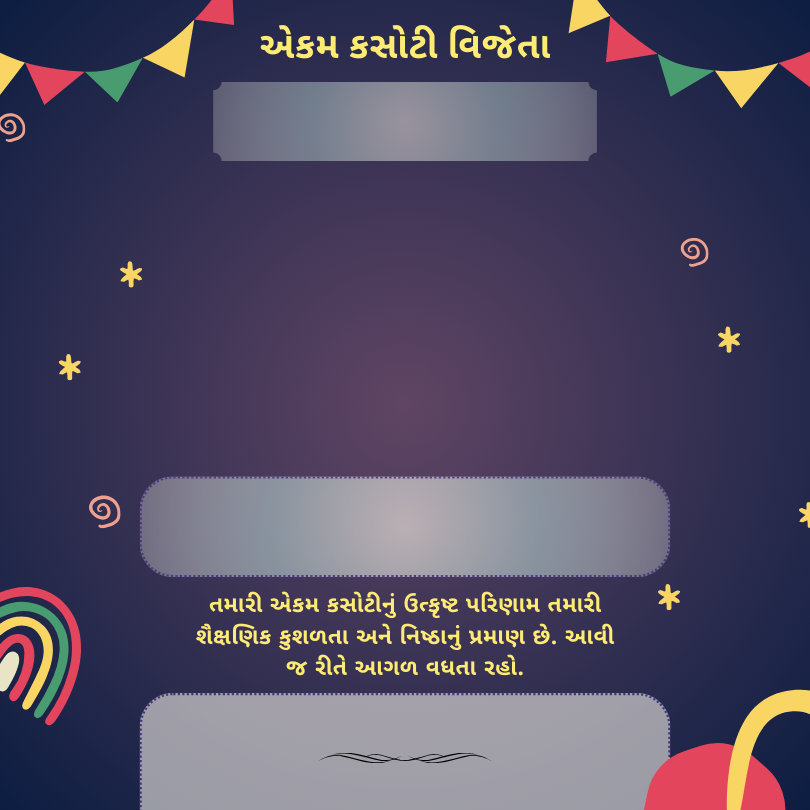 એકમ કસોટી વિજેતા
તમારી એકમ કસોટીનું ઉત્કૃષ્ટ પરિણામ તમારી
શૈક્ષણિક કુશળતા અને નિષ્ઠાનું પ્રમાણ છે. આવી
જ રીતે આગળ વધતા રહો.